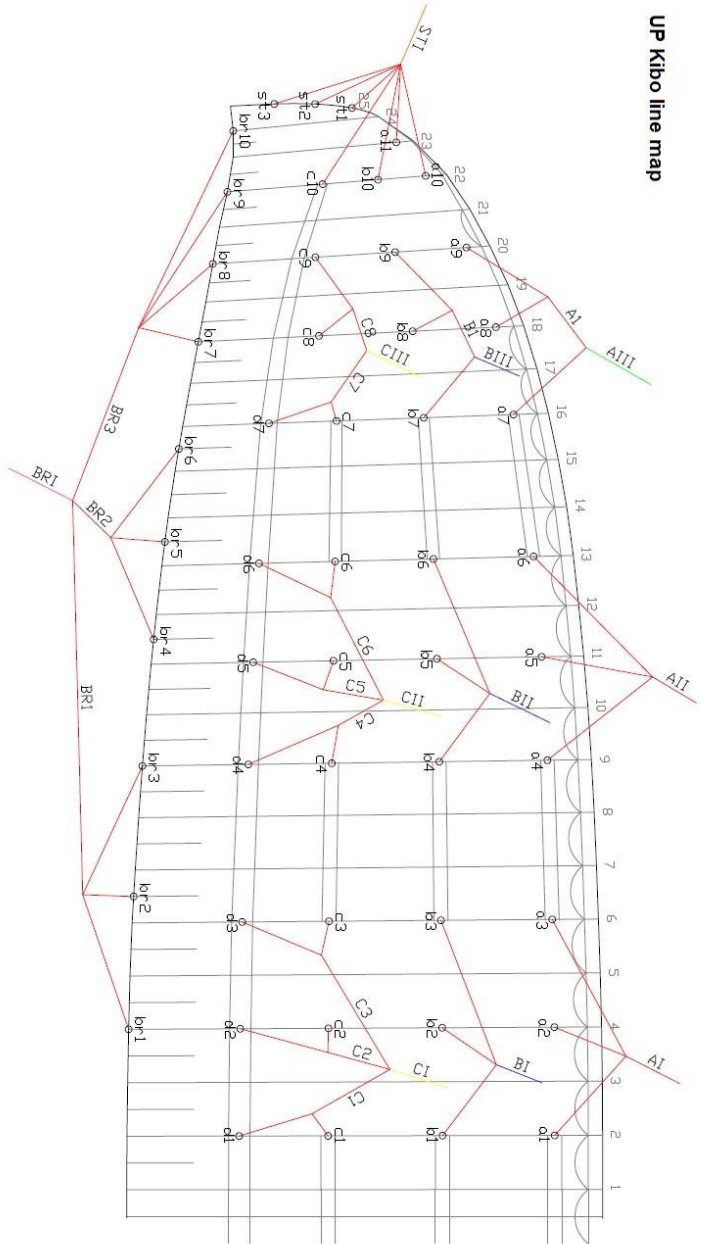 UP Kibo line map
AIII
A1
AII
AI
25
24
23
22
21
20
19
18
17
16
15
14
13
12
11
10
9
8
7
6
5
4
3
2
1
a11
a10
a9
a8
a7
a6
a5
a4
a3
a2
a1
BIII
B1
BII
BI
b10
b9
b8
b7
b6
b5
b4
b3
b2
b1
STI
CIII
C8
C7
CII
C6
C5
C4
CI
C3
C2
C1
c10
c9
c8
c7
c6
c5
c4
c3
c2
c1
st1
st2
st3
d7
d6
d5
d4
d3
d2
d1
br10
br9
br8
br7
br6
br5
br4
br3
br2
br1
BR3
BR2
BR1
BRI